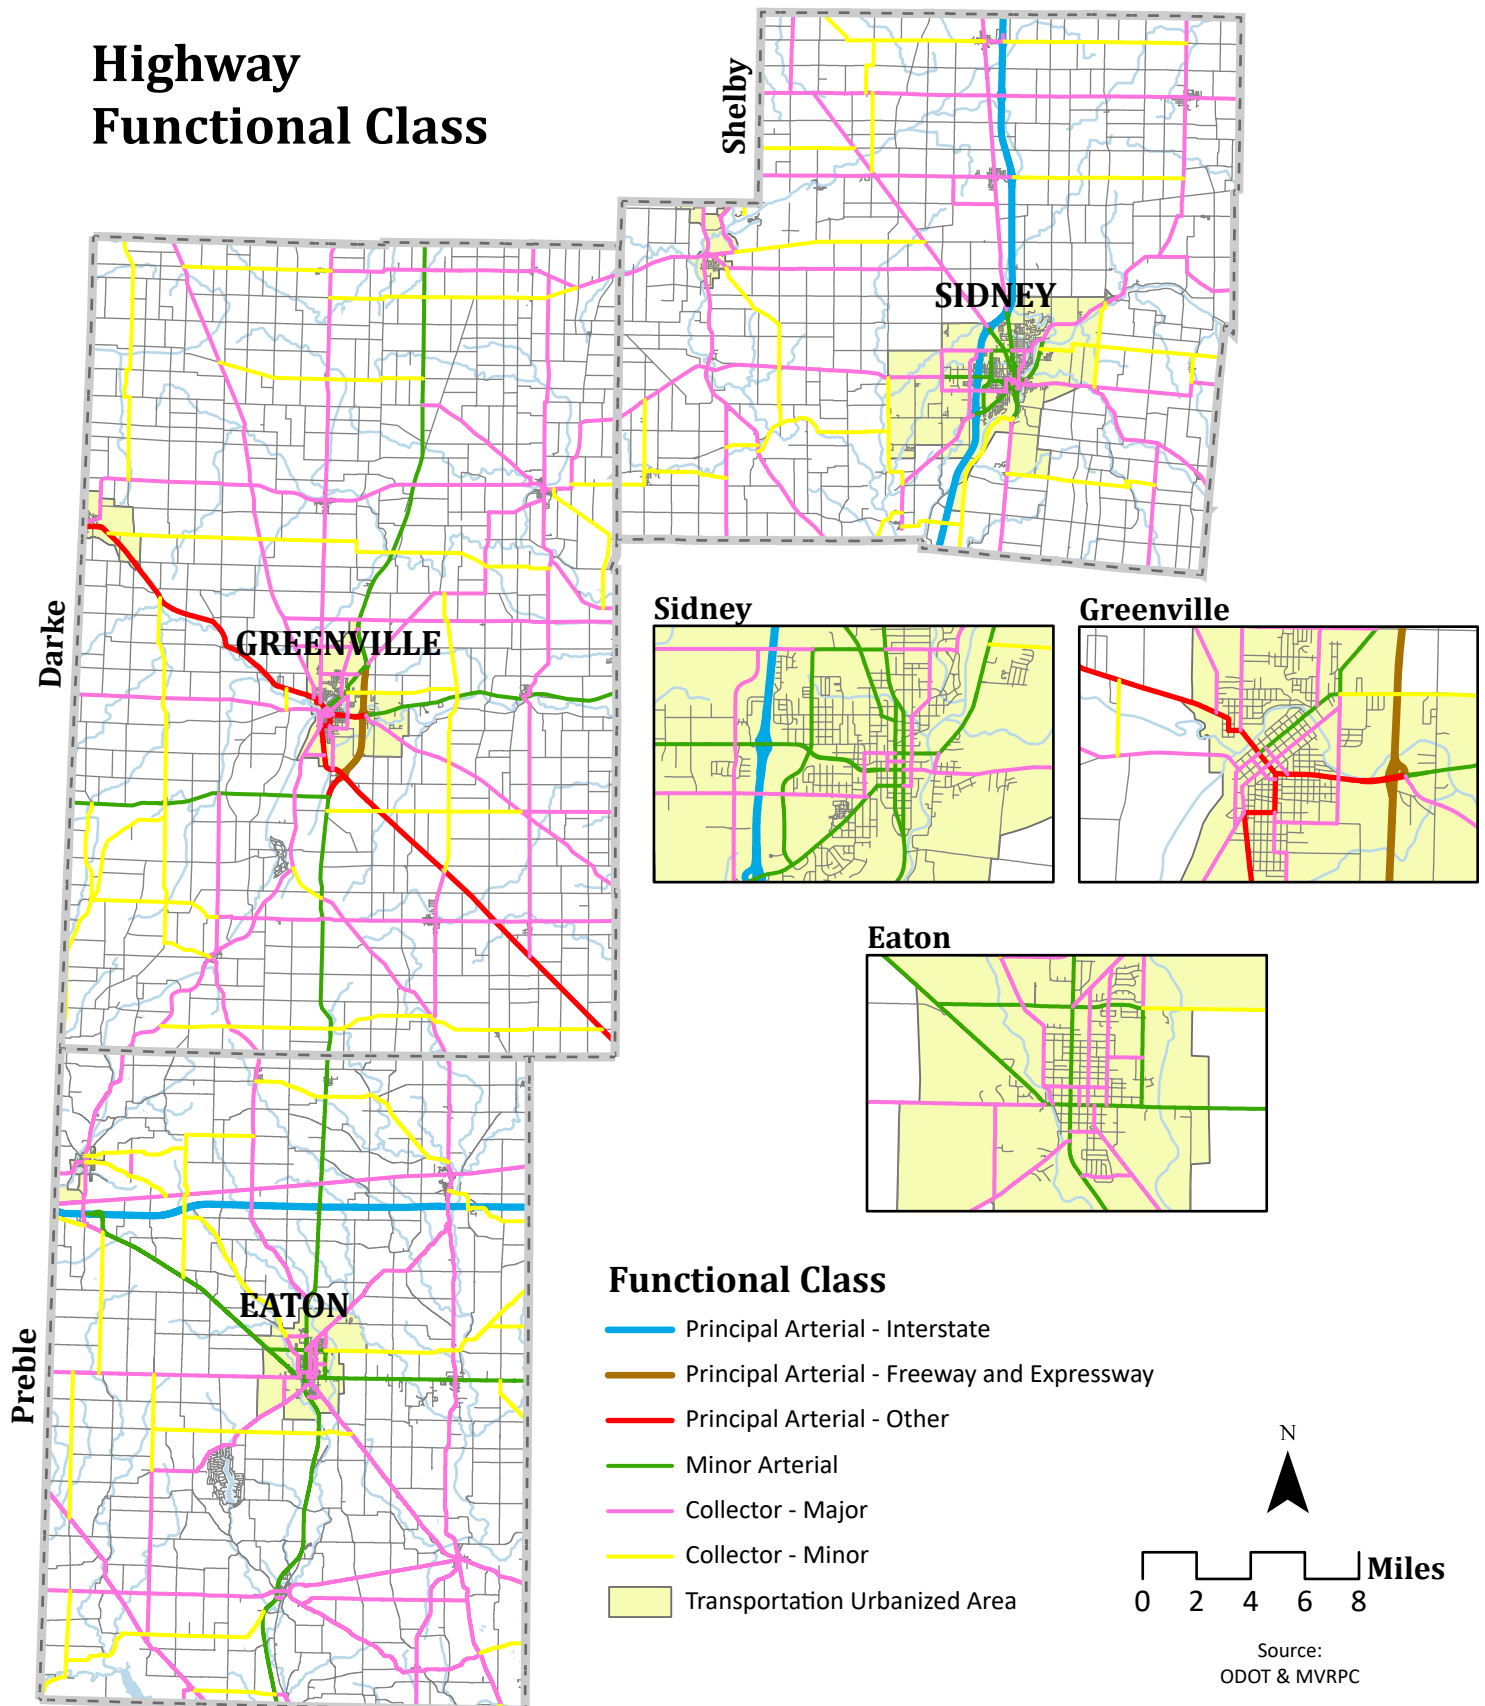 Highway
Functional Class
Shelby
SIDNEY
Darke
GREENVILLE
Sidney
Greenville
Eaton
Preble
EATON
Functional Class
Principal Arterial - Interstate
Principal Arterial - Freeway and Expressway
Principal Arterial - Other
Minor Arterial
Collector - Major
Collector - Minor
Transportation Urbanized Area
N
Miles
0 2 4 6 8
Source:
ODOT & MVRPC